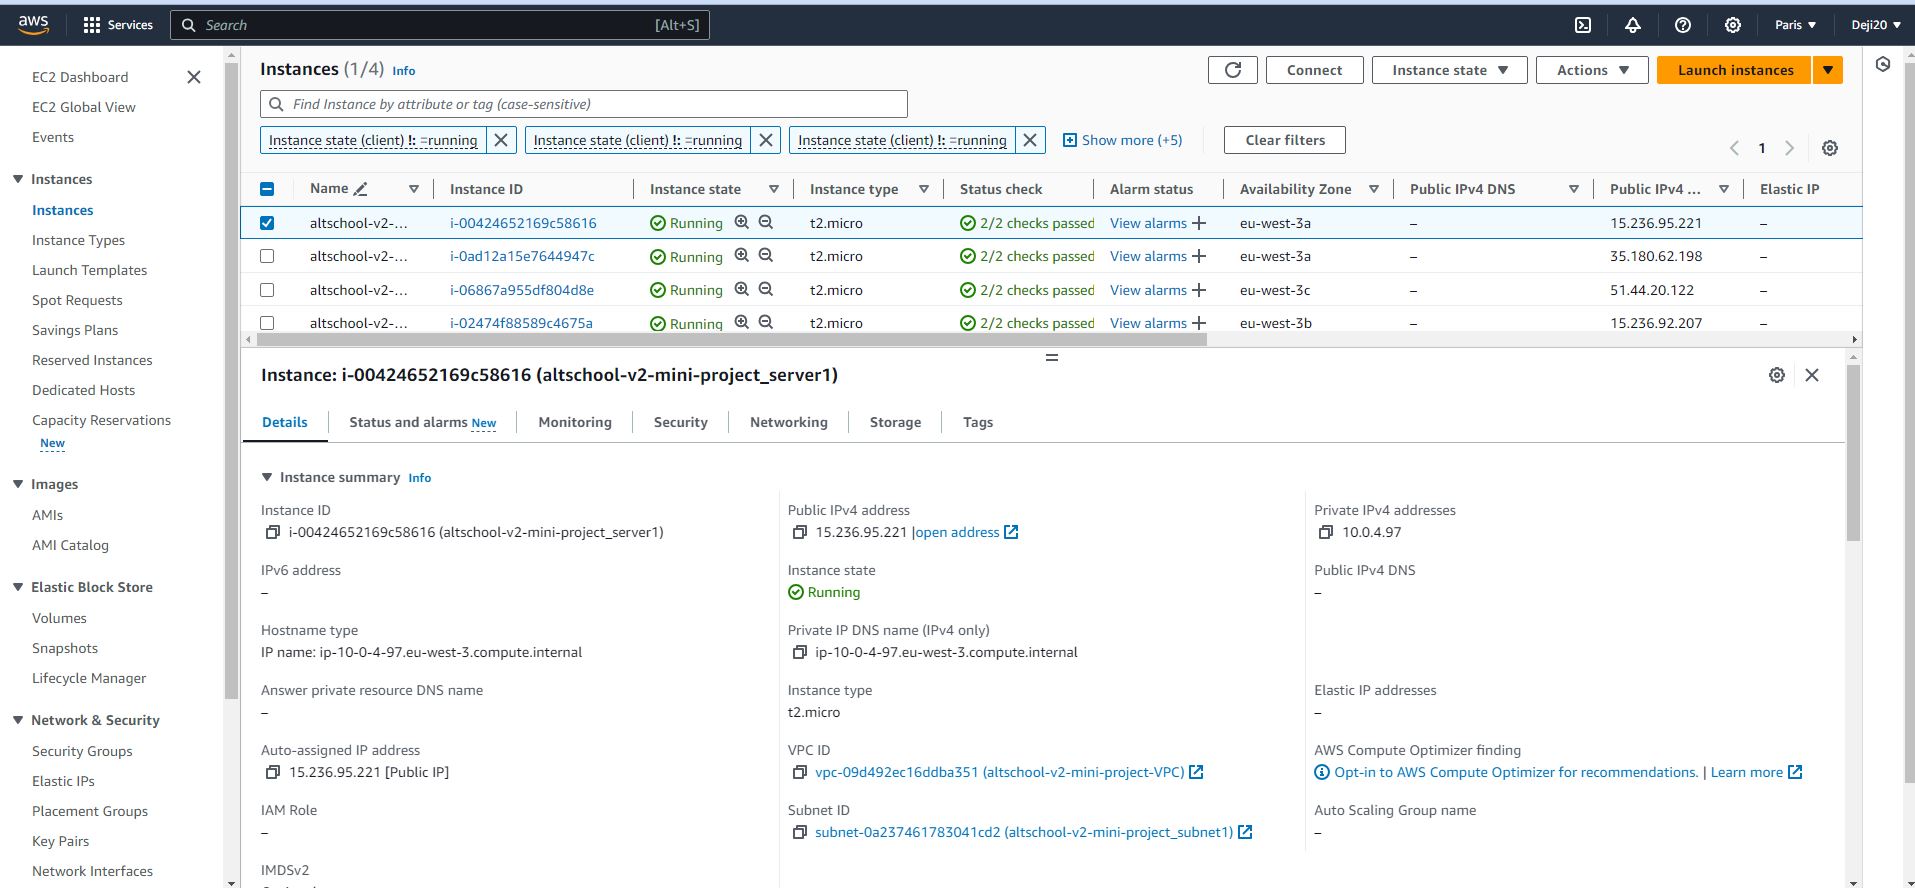 aws Services Search [Alt+S] Paris Deji20
EC2 Dashboard
EC2 Global View
Events
Instances
Instances
Instance Types
Launch Templates
Spot Requests
Savings Plans
Reserved Instances
Dedicated Hosts
Capacity Reservations
New
Images
AMIs
AMI Catalog
Elastic Block Store
Volumes
Snapshots
Lifecycle Manager
Network & Security
Security Groups
Elastic IPs
Placement Groups
Key Pairs
Network Interfaces
Instances (1/4) Info Connect Instance state Actions Launch instances
Find Instance by attribute or tag (case-sensitive)
Instance state (client) !: =running Instance state (client) !: =running Instance state (client) !: =running Show more (+5) Clear filters 1
Name Instance ID Instance state Instance type Status check Alarm status Availability Zone Public IPv4 DNS Public IPv4 ... Elastic IP
altschool-v2-... i-00424652169c58616 Running t2.micro 2/2 checks passed View alarms + eu-west-3a – 15.236.95.221 –
altschool-v2-... i-0ad12a15e7644947c Running t2.micro 2/2 checks passed View alarms + eu-west-3a – 35.180.62.198 –
altschool-v2-... i-06867a955df804d8e Running t2.micro 2/2 checks passed View alarms + eu-west-3c – 51.44.20.122 –
altschool-v2-... i-02474f88589c4675a Running t2.micro 2/2 checks passed View alarms + eu-west-3b – 15.236.92.207 –
Instance: i-00424652169c58616 (altschool-v2-mini-project_server1)
Details Status and alarms New Monitoring Security Networking Storage Tags
Instance summary Info
Instance ID Public IPv4 address Private IPv4 addresses
i-00424652169c58616 (altschool-v2-mini-project_server1) 15.236.95.221 |open address 10.0.4.97
IPv6 address Instance state Public IPv4 DNS
– Running –
Hostname type Private IP DNS name (IPv4 only)
IP name: ip-10-0-4-97.eu-west-3.compute.internal ip-10-0-4-97.eu-west-3.compute.internal
Answer private resource DNS name Instance type Elastic IP addresses
– t2.micro –
Auto-assigned IP address VPC ID AWS Compute Optimizer finding
15.236.95.221 [Public IP] vpc-09d492ec16ddba351 (altschool-v2-mini-project-VPC) Opt-in to AWS Compute Optimizer for recommendations. | Learn more
IAM Role Subnet ID Auto Scaling Group name
– subnet-0a237461783041cd2 (altschool-v2-mini-project_subnet1) –
IMDSv2